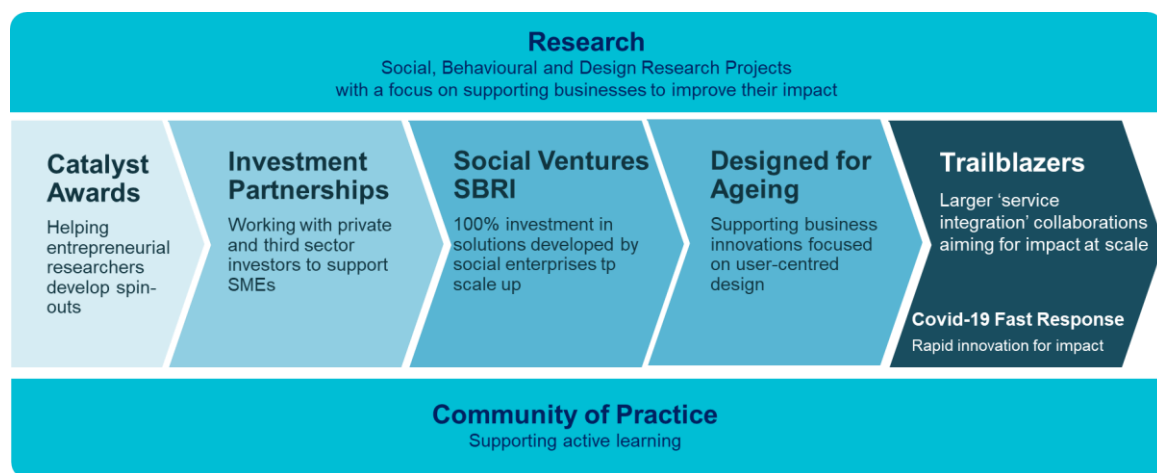 Research
Social, Behavioural and Design Research Projects
with a focus on supporting businesses to improve their impact
Catalyst
Awards
Helping
entrepreneurial
researchers
develop spin-
outs
Investment
Partnerships
Working with private
and third sector
investors to support
SMEs
Social Ventures
SBRI
100% investment in
solutions developed by
social enterprises tp
scale up
Designed for
Ageing
Supporting business
innovations focused
on user-centred
design
Trailblazers
Larger ‘service
integration’ collaborations
aiming for impact at scale
Covid-19 Fast Response
Rapid innovation for impact
Community of Practice
Supporting active learning